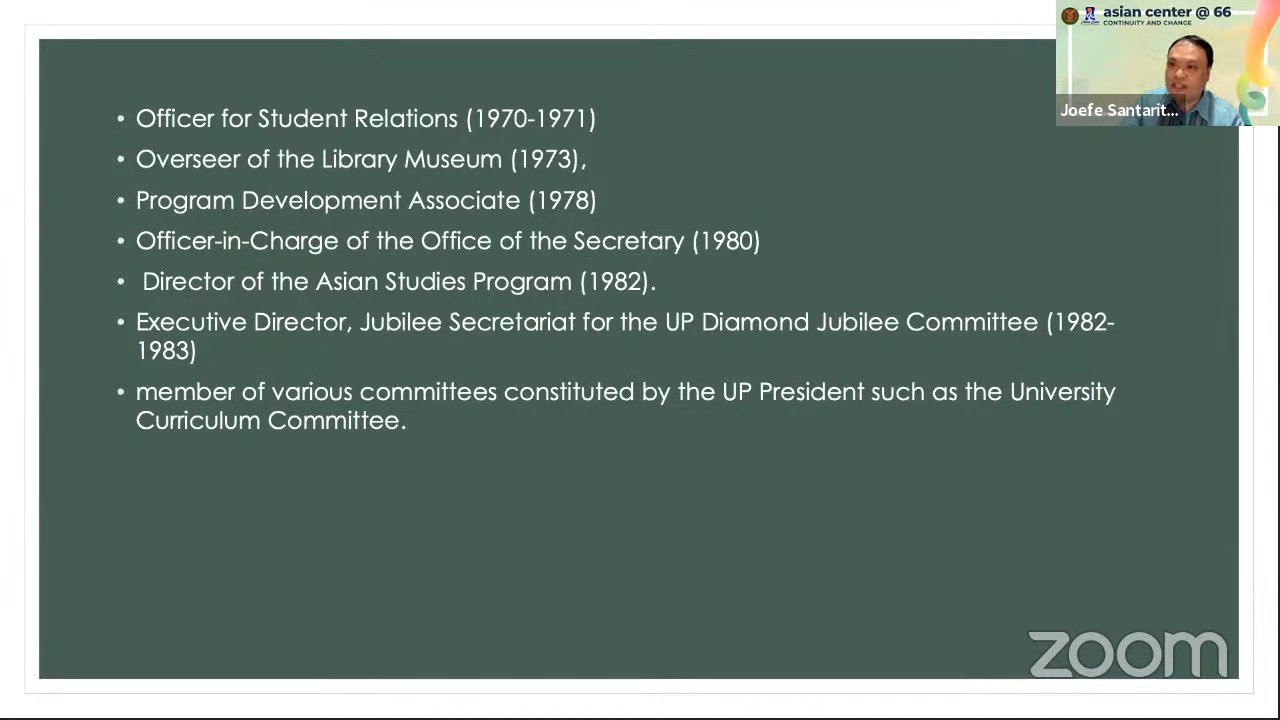 asian center @ 66
CONTINUITY AND CHANGE
Joefe Santarit...
• Officer for Student Relations (1970-1971)
• Overseer of the Library Museum (1973),
• Program Development Associate (1978)
• Officer-in-Charge of the Office of the Secretary (1980)
• Director of the Asian Studies Program (1982).
• Executive Director, Jubilee Secretariat for the UP Diamond Jubilee Committee (1982-
1983)
• member of various committees constituted by the UP President such as the University
Curriculum Committee.
zoom